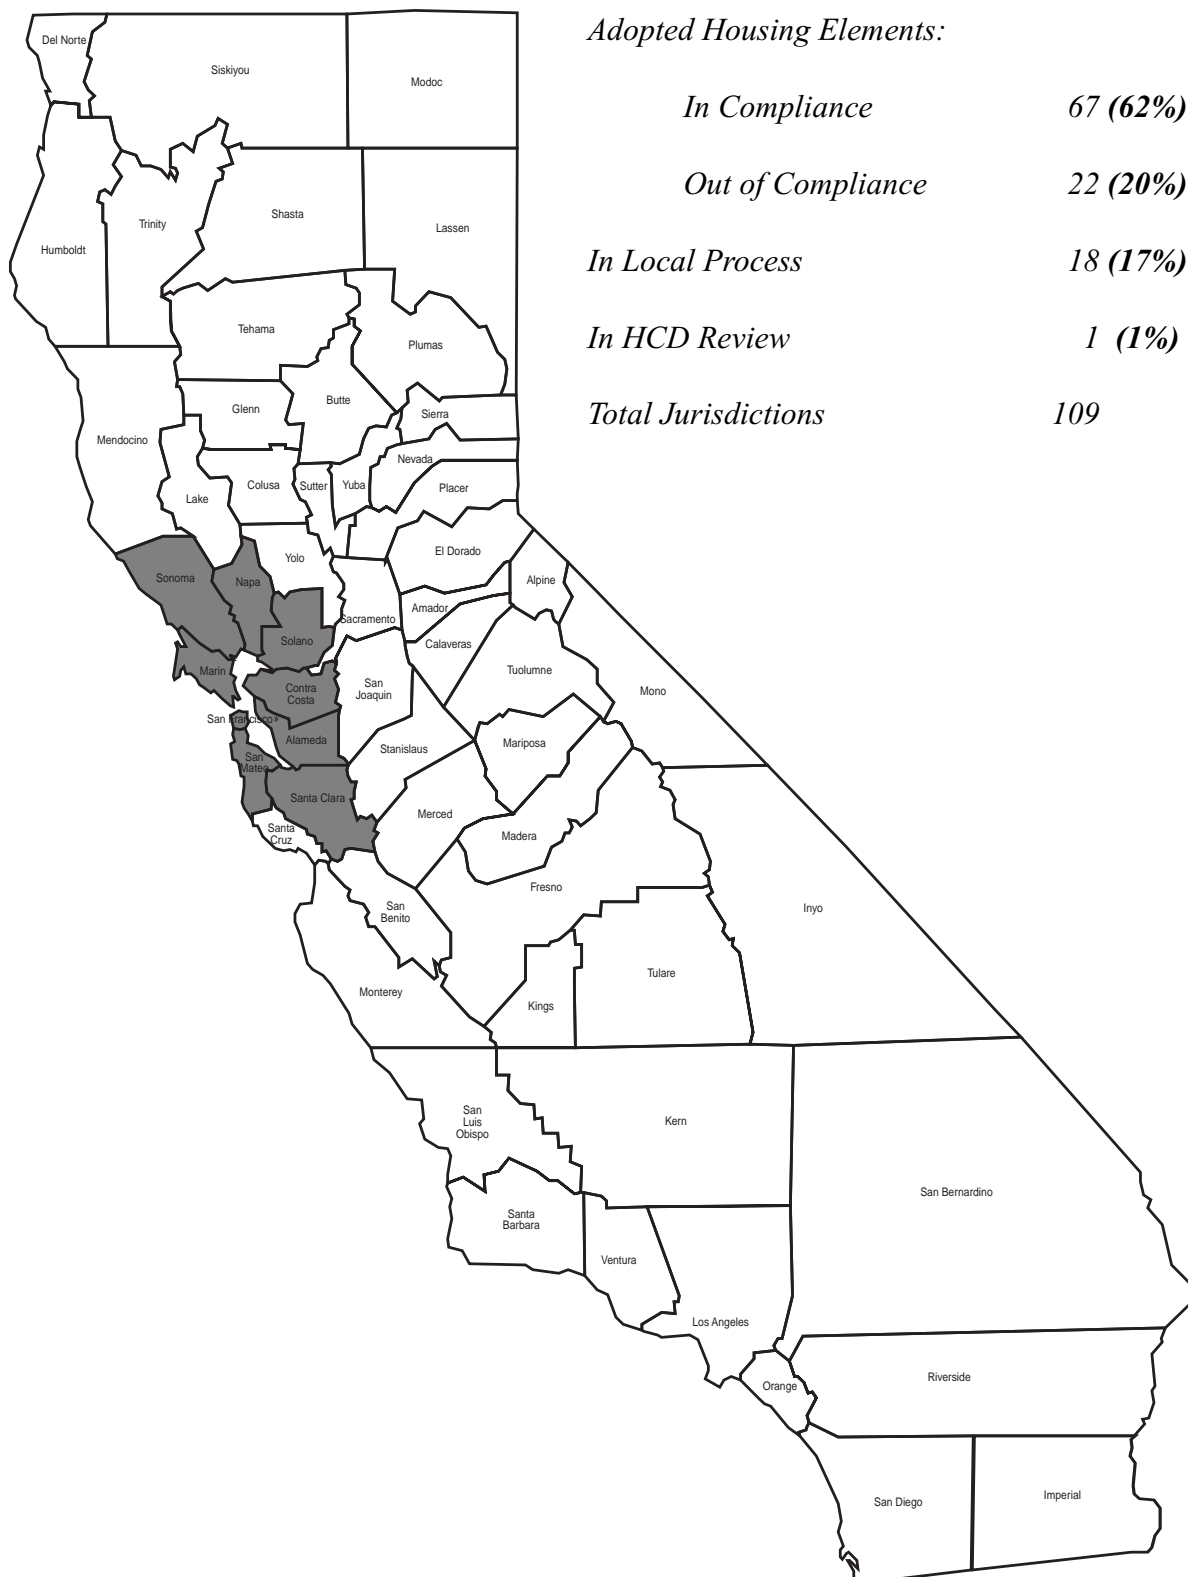 Adopted Housing Elements:
In Compliance 67 (62%)
Out of Compliance 22 (20%)
In Local Process 18 (17%)
In HCD Review 1 (1%)
Total Jurisdictions 109
Del Norte
Siskiyou
Modoc
Humboldt
Trinity
Shasta
Lassen
Tehama
Plumas
Mendocino
Glenn
Butte
Sierra
Lake
Colusa
Sutter
Yuba
Nevada
Placer
Sonoma
Napa
Yolo
El Dorado
Alpine
Solano
Sacramento
Amador
Calaveras
Marin
Contra
Costa
San
Joaquin
Tuolumne
Mono
San Francisco»
Alameda
Stanislaus
Mariposa
San
Mateo
Santa Clara
Merced
Santa
Cruz
Madera
Fresno
San
Benito
Inyo
Monterey
Kings
Tulare
San
Luis
Obispo
Kern
San Bernardino
Santa
Barbara
Ventura
Los Angeles
Orange
Riverside
San Diego
Imperial